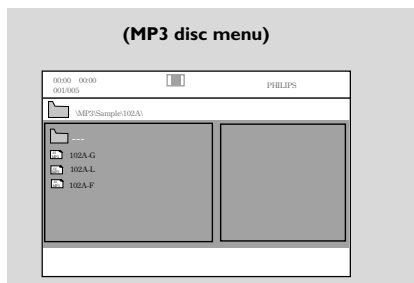 (MP3 disc menu)
00:00 00:00
001/005
PHILIPS
\MP3\Sample\102A\
---
102A-G
102A-L
102A-F